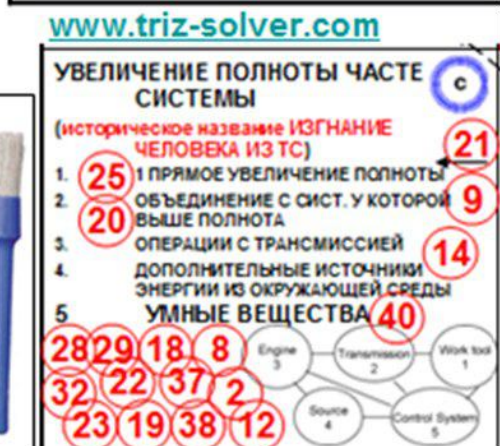 www.triz-solver.com
УВЕЛИЧЕНИЕ ПОЛНОТЫ ЧАСТЕ
СИСТЕМЫ
с
(историческое название ИЗГНАНИЕ
ЧЕЛОВЕКА ИЗ ТС)
21
1. 25 1 ПРЯМОЕ УВЕЛИЧЕНИЕ ПОЛНОТЫ
2. ОБЪЕДИНЕНИЕ С СИСТ. У КОТОРОЙ 9
20 ВЫШЕ ПОЛНОТА
3. ОПЕРАЦИИ С ТРАНСМИССИЕЙ 14
4. ДОПОЛНИТЕЛЬНЫЕ ИСТОЧНИКИ
ЭНЕРГИИ ИЗ ОКРУЖАЮЩЕЙ СРЕДЫ
5 УМНЫЕ ВЕЩЕСТВА 40
28 29 18 8
32 22 37 2
23 19 38 12
Engine
3
Transmission
2
Work tool
1
Source
4
Control System
5